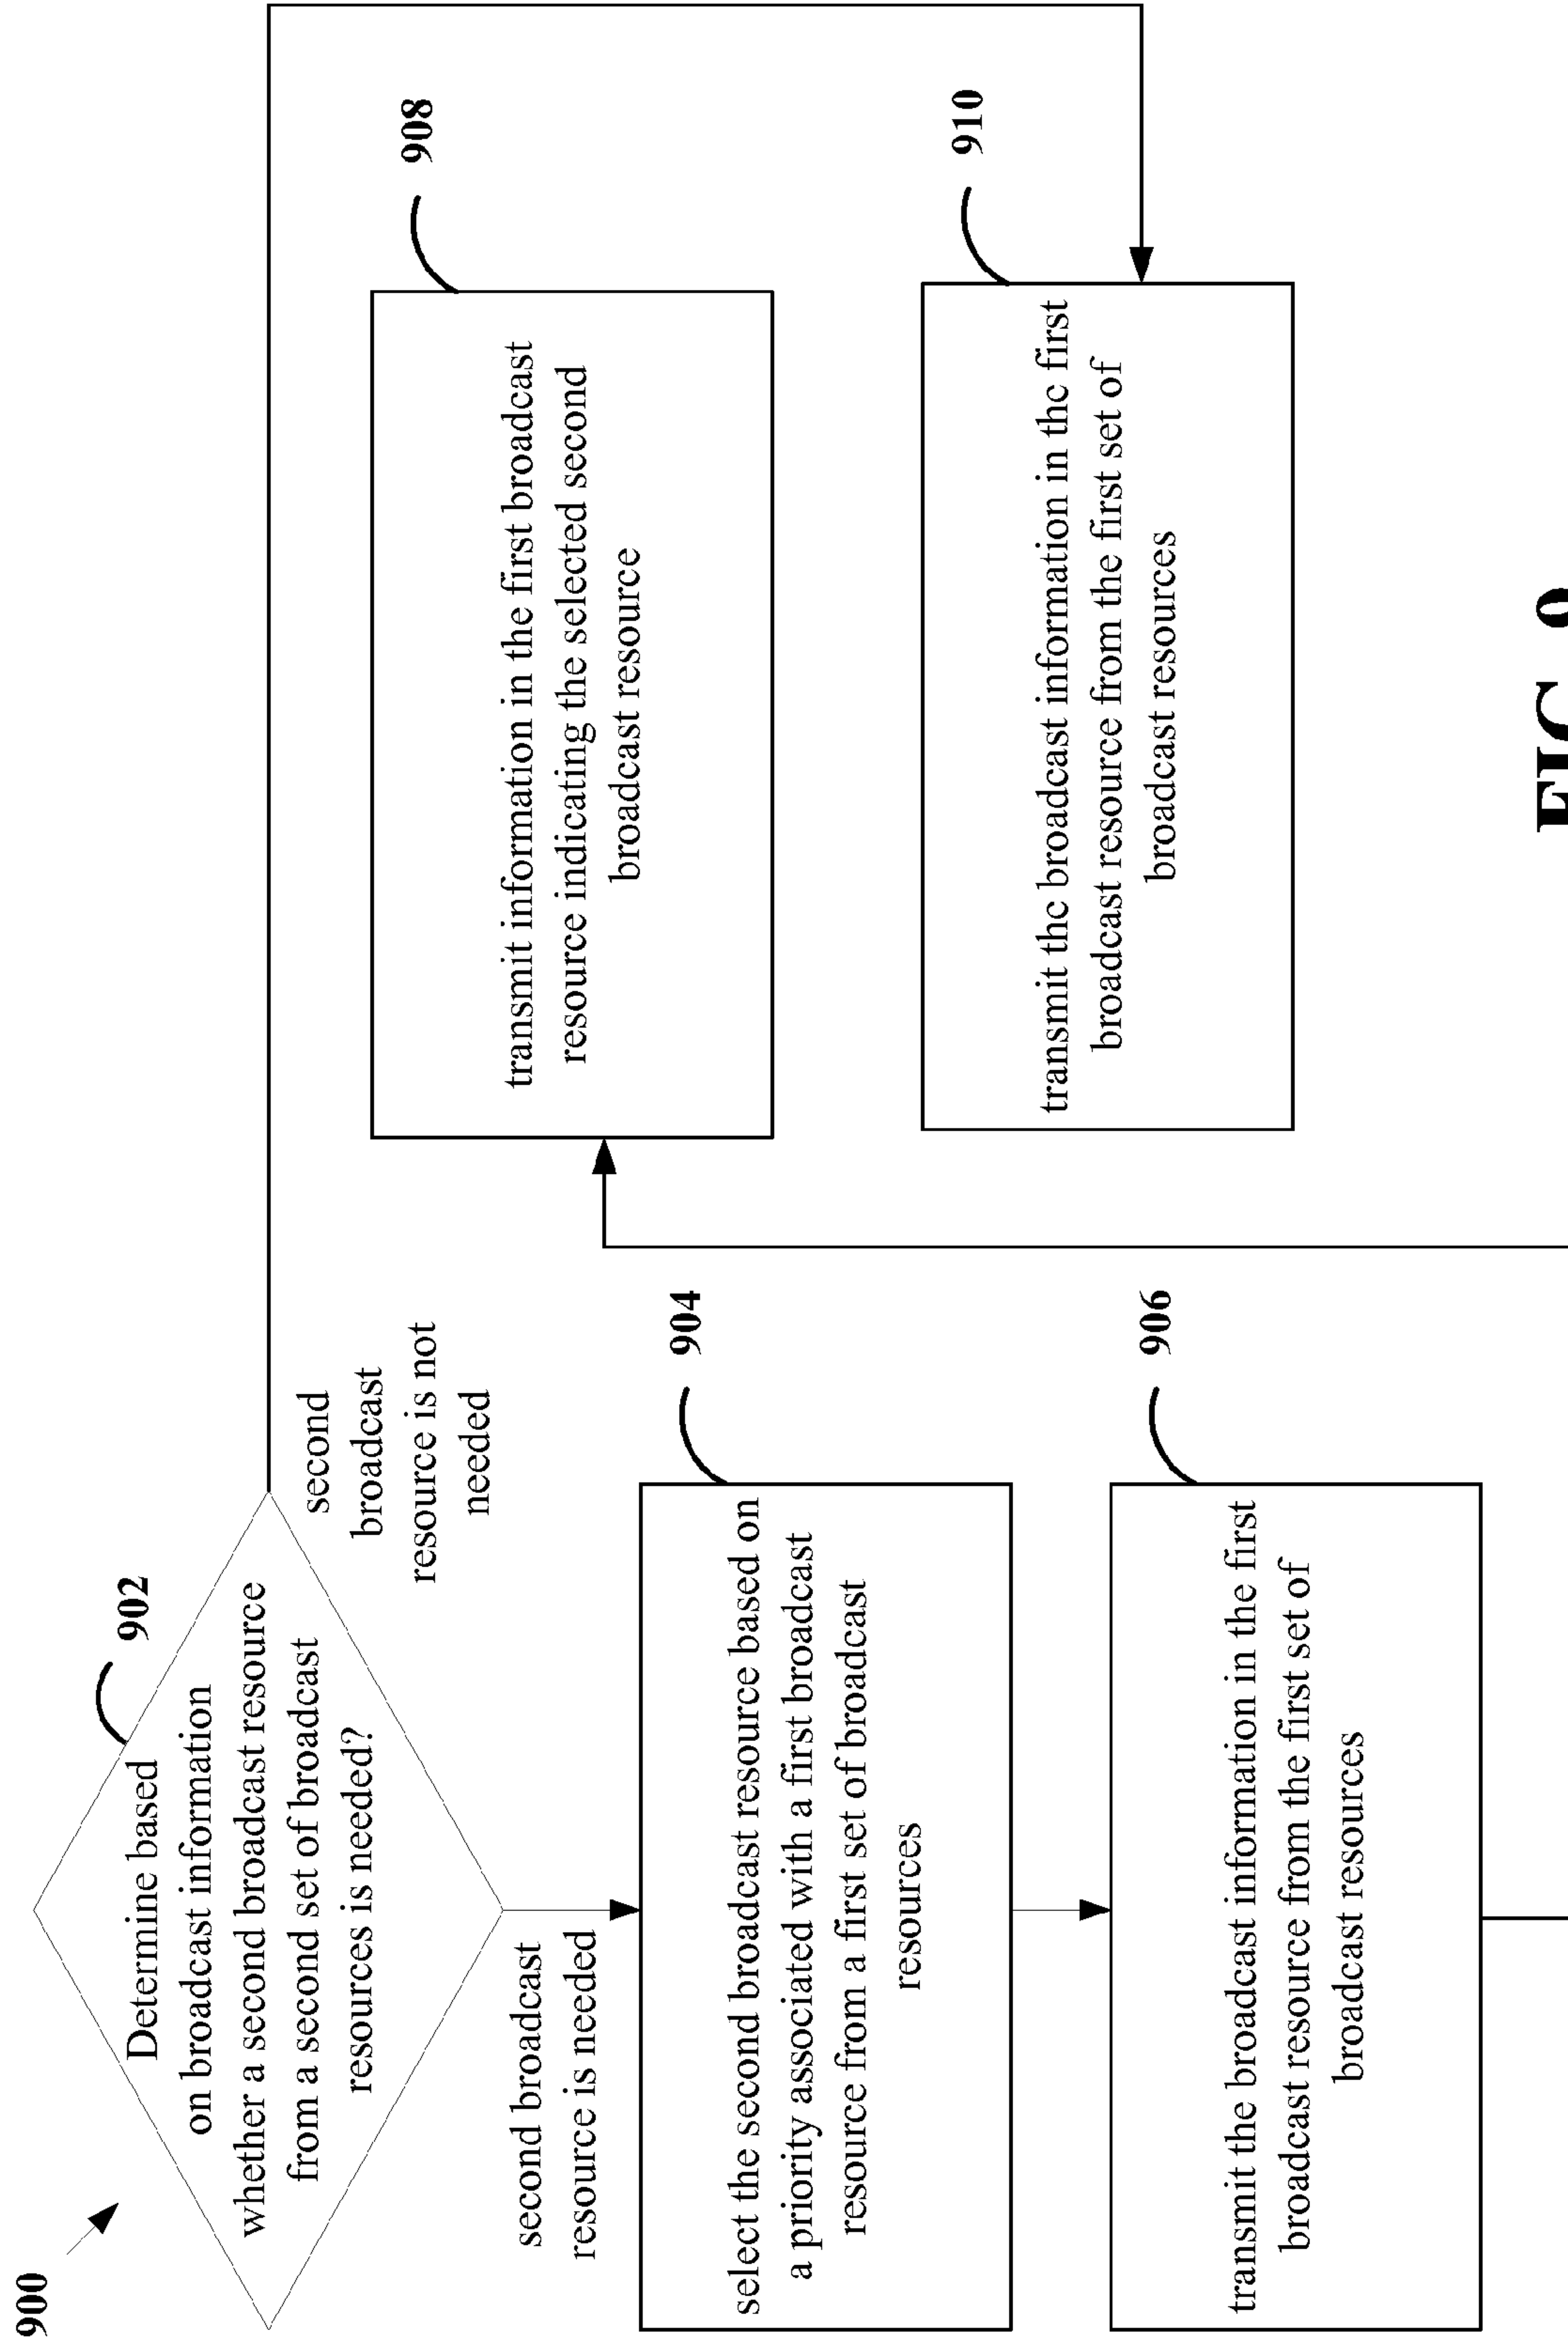 900
902
Determine based
on broadcast information
whether a second broadcast resource
from a second set of broadcast
resources is needed?
second
broadcast
resource is not
needed
second broadcast
resource is needed
904
select the second broadcast resource based on
a priority associated with a first broadcast
resource from a first set of broadcast
resources
906
transmit the broadcast information in the first
broadcast resource from the first set of
broadcast resources
908
transmit information in the first broadcast
resource indicating the selected second
broadcast resource
910
transmit the broadcast information in the first
broadcast resource from the first set of
broadcast resources
FIG. 9